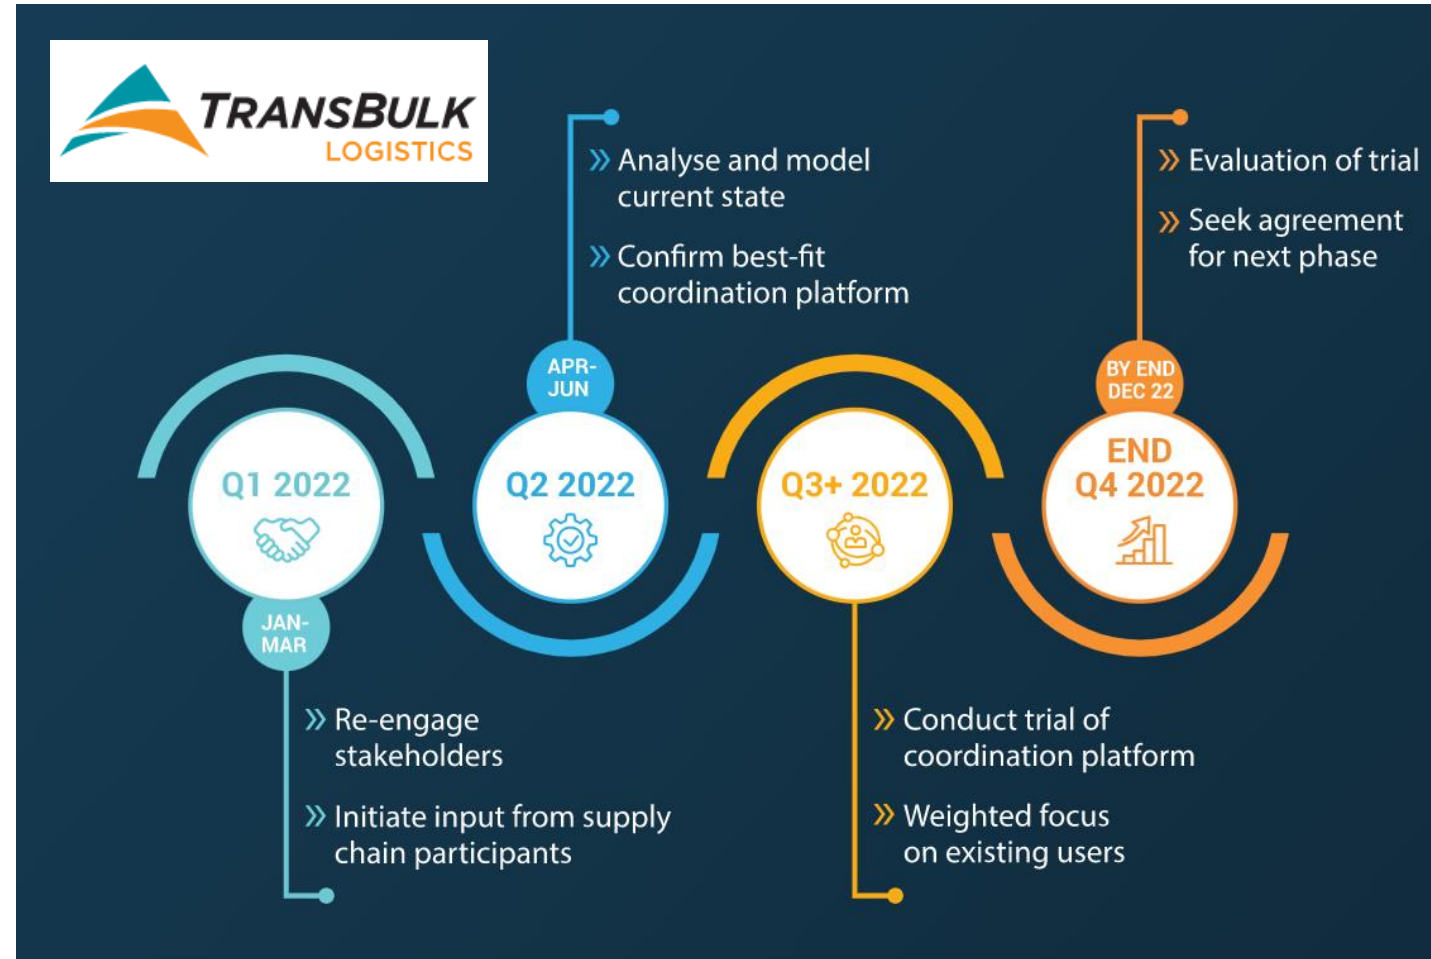 TRANSBULK
LOGISTICS
Q1 2022
JAN-
MAR
Re-engage
stakeholders
Initiate input from supply
chain participants
APR-
JUN
Q2 2022
Analyse and model
current state
Confirm best-fit
coordination platform
Q3+ 2022
Conduct trial of
coordination platform
Weighted focus
on existing users
BY END
DEC 22
END
Q4 2022
Evaluation of trial
Seek agreement
for next phase